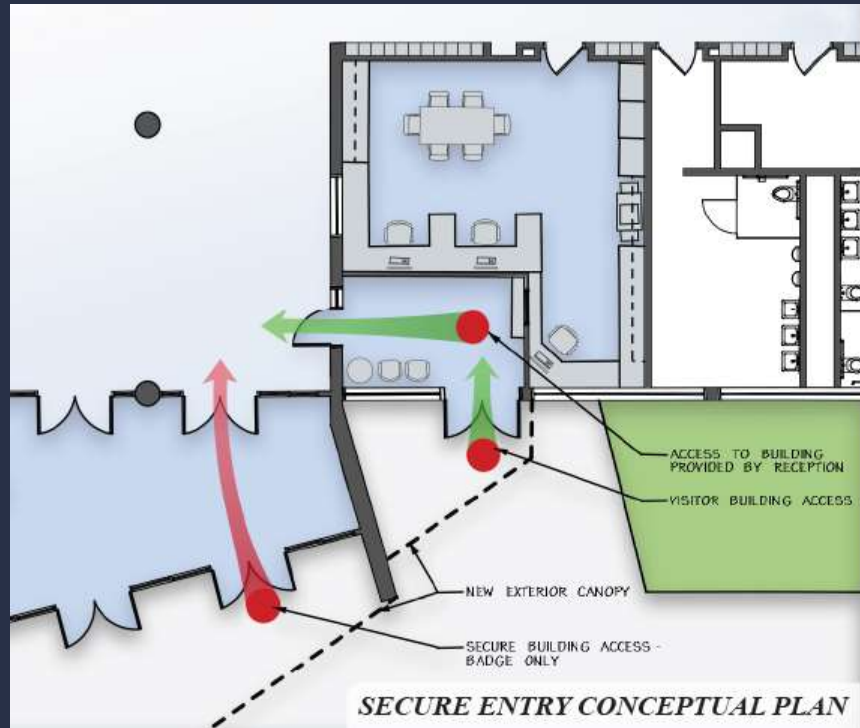 ACCESS TO BUILDING
PROVIDED BY RECEPTION
VISITOR BUILDING ACCESS
NEW EXTERIOR CANOPY
SECURE BUILDING ACCESS -
BADGE ONLY
SECURE ENTRY CONCEPTUAL PLAN